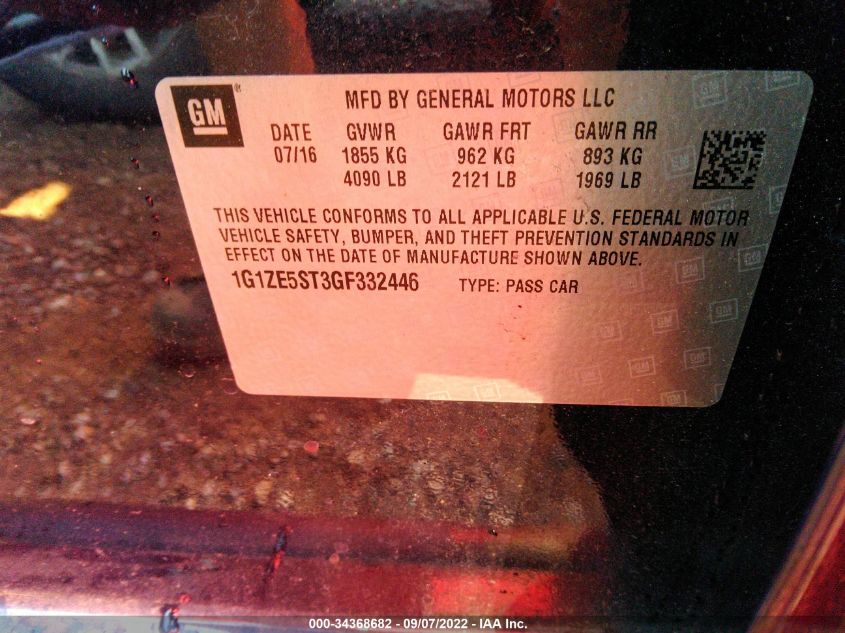 GM®
MFD BY GENERAL MOTORS LLC
DATE GVWR GAWR FRT GAWR RR
07/16 1855 KG 962 KG 893 KG
4090 LB 2121 LB 1969 LB
THIS VEHICLE CONFORMS TO ALL APPLICABLE U.S. FEDERAL MOTOR
VEHICLE SAFETY, BUMPER, AND THEFT PREVENTION STANDARDS IN
EFFECT ON THE DATE OF MANUFACTURE SHOWN ABOVE.
1G1ZE5ST3GF332446 TYPE: PASS CAR
000-34368682 - 09/07/2022 - IAA Inc.